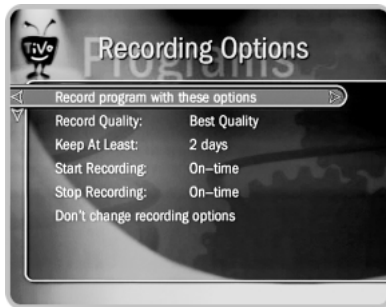 TiVo
Programs
Recording Options
Record program with these options
Record Quality: Best Quality
Keep At Least: 2 days
Start Recording: On–time
Stop Recording: On–time
Don't change recording options